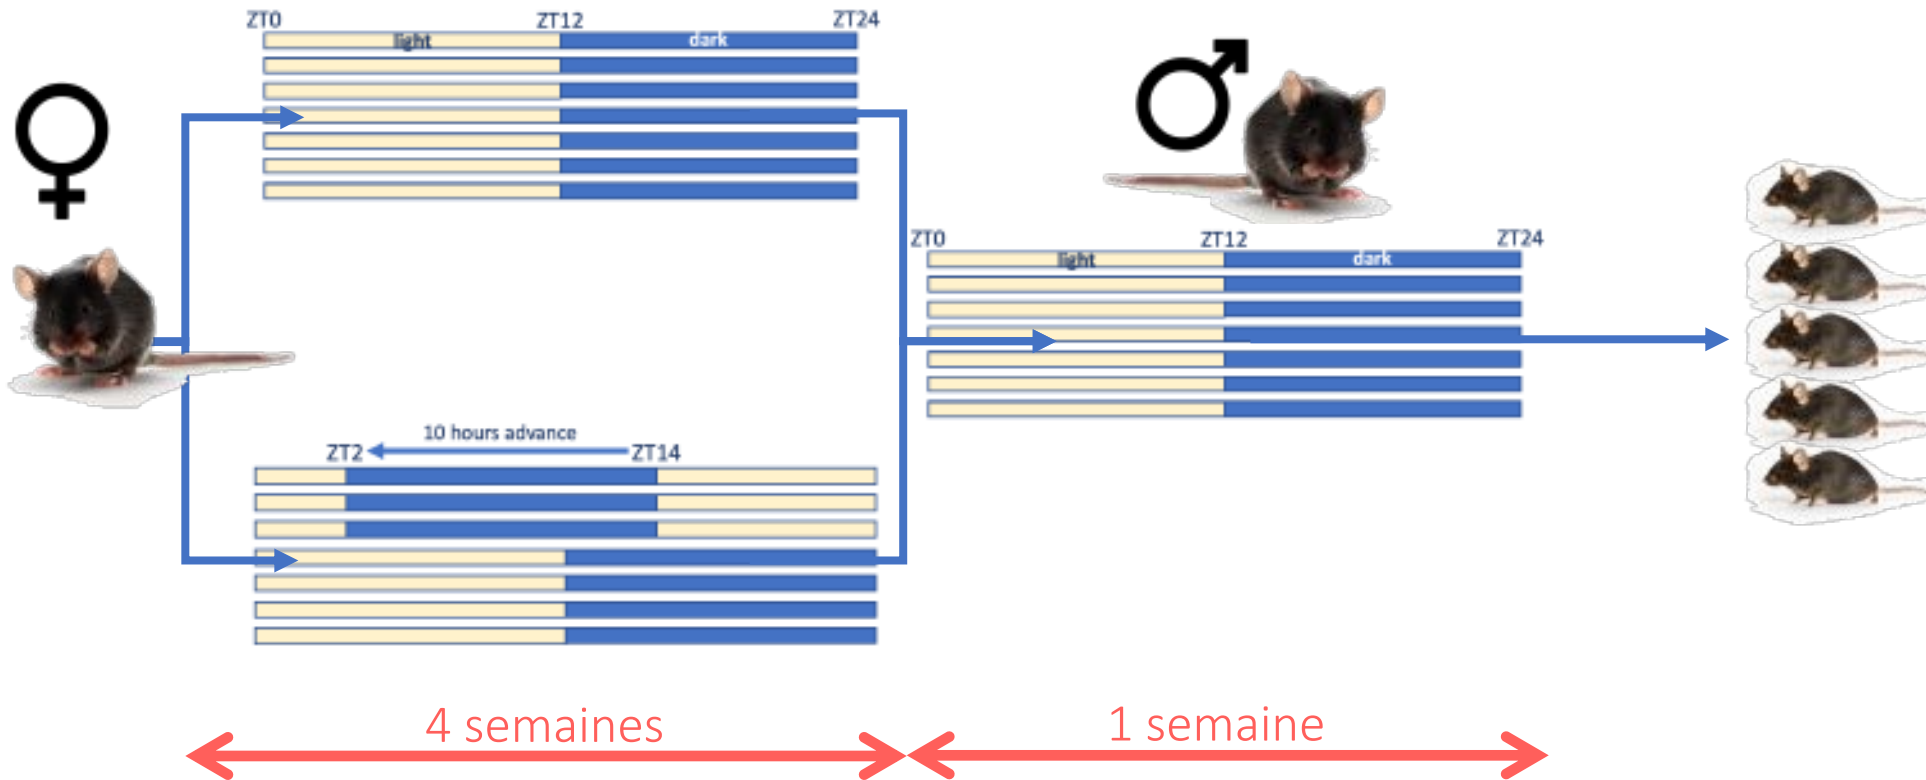 ZT0 ZT12 ZT24
light dark
ZT0 ZT12 ZT24
light dark
10 hours advance
ZT2 ZT14
4 semaines 1 semaine